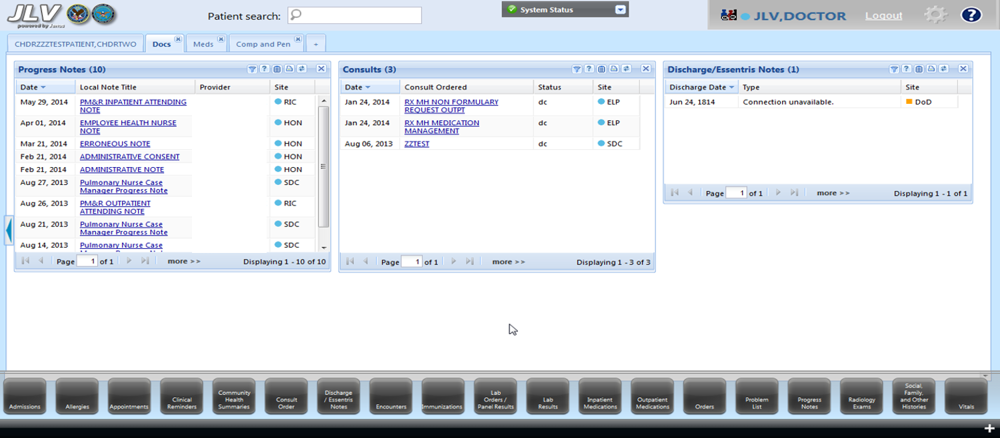 JLV
powered by Janus
Patient search:
System Status
JLV,DOCTOR
Logout
?
CHDRZZZTESTPATIENT,CHDRTWO
Docs
Meds
Comp and Pen
+
Progress Notes (10)
Date Local Note Title Provider Site
May 29, 2014 PM&R INPATIENT ATTENDING RIC
NOTE
Apr 01, 2014 EMPLOYEE HEALTH NURSE HON
NOTE
Mar 21, 2014 ERRONEOUS NOTE HON
Feb 21, 2014 ADMINISTRATIVE CONSENT HON
Feb 21, 2014 ADMINISTRATIVE NOTE HON
Aug 27, 2013 Pulmonary Nurse Case SDC
Manager Progress Note
Aug 26, 2013 PM&R OUTPATIENT RIC
ATTENDING NOTE
Aug 21, 2013 Pulmonary Nurse Case SDC
Manager Progress Note
Aug 14, 2013 Pulmonary Nurse Case SDC
Page 1 of 1 more >> Displaying 1 - 10 of 10
Consults (3)
Date Consult Ordered Status Site
Jan 24, 2014 RX MH NON FORMULARY dc ELP
REQUEST OUTPT
Jan 24, 2014 RX MH MEDICATION dc ELP
MANAGEMENT
Aug 06, 2013 ZZTEST dc SDC
Page 1 of 1 more >> Displaying 1 - 3 of 3
Discharge/Essentris Notes (1)
Discharge Date Type Site
Jun 24, 1814 Connection unavailable. DoD
Page 1 of 1 more >> Displaying 1 - 1 of 1
Admissions
Allergies
Appointments
Clinical
Reminders
Community
Health
Summaries
Consult
Order
Discharge
/ Essentris
Notes
Encounters
Immunizations
Lab
Orders /
Panel Results
Lab
Results
Inpatient
Medications
Outpatient
Medications
Orders
Problem
List
Progress
Notes
Radiology
Exams
Social,
Family,
and Other
Histories
Vitals
+